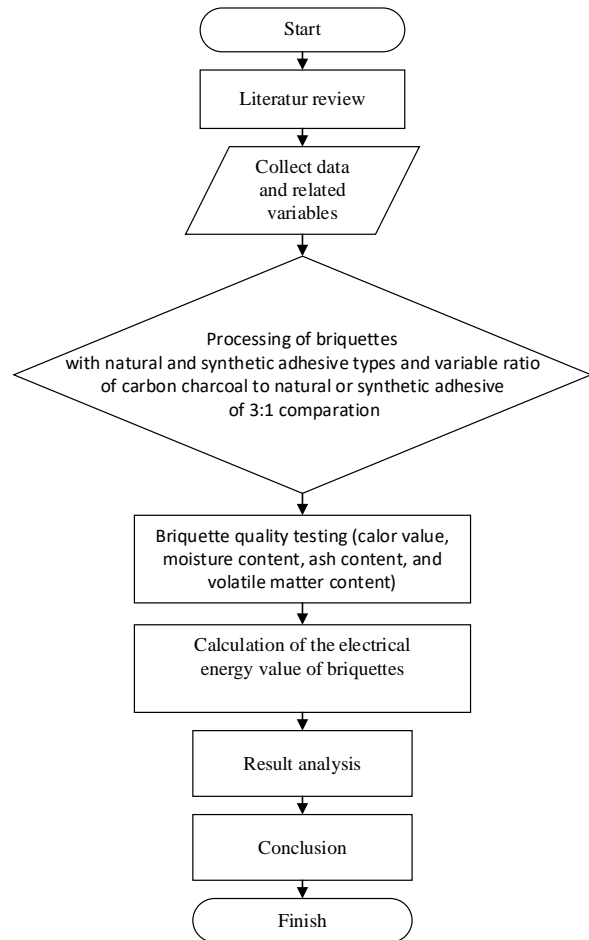 Start
Literatur review
Collect data
and related
variables
Processing of briquettes
with natural and synthetic adhesive types and variable ratio
of carbon charcoal to natural or synthetic adhesive
of 3:1 comparation
Briquette quality testing (calor value,
moisture content, ash content, and
volatile matter content)
Calculation of the electrical
energy value of briquettes
Result analysis
Conclusion
Finish